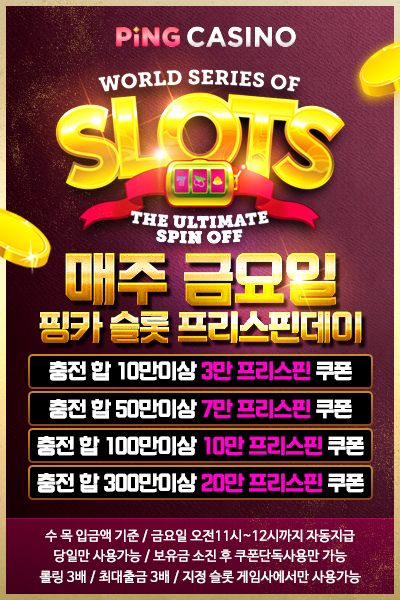 PiNG CASINO
WORLD SERIES OF
SLOTS
THE ULTIMATE
SPIN OFF
매주 금요일
핑카 슬롯 프리스핀데이
충전 합 10만이상 3만 프리스핀 쿠폰
충전 합 50만이상 7만 프리스핀 쿠폰
충전 합 100만이상 10만 프리스핀 쿠폰
충전 합 300만이상 20만 프리스핀 쿠폰
수 목 입금액 기준 / 금요일 오전11시~12시까지 자동지급
당일만 사용가능 / 보유금 소진 후 쿠폰단독사용만 가능
롤링 3배 / 최대출금 3배 / 지정 슬롯 게임사에서만 사용가능